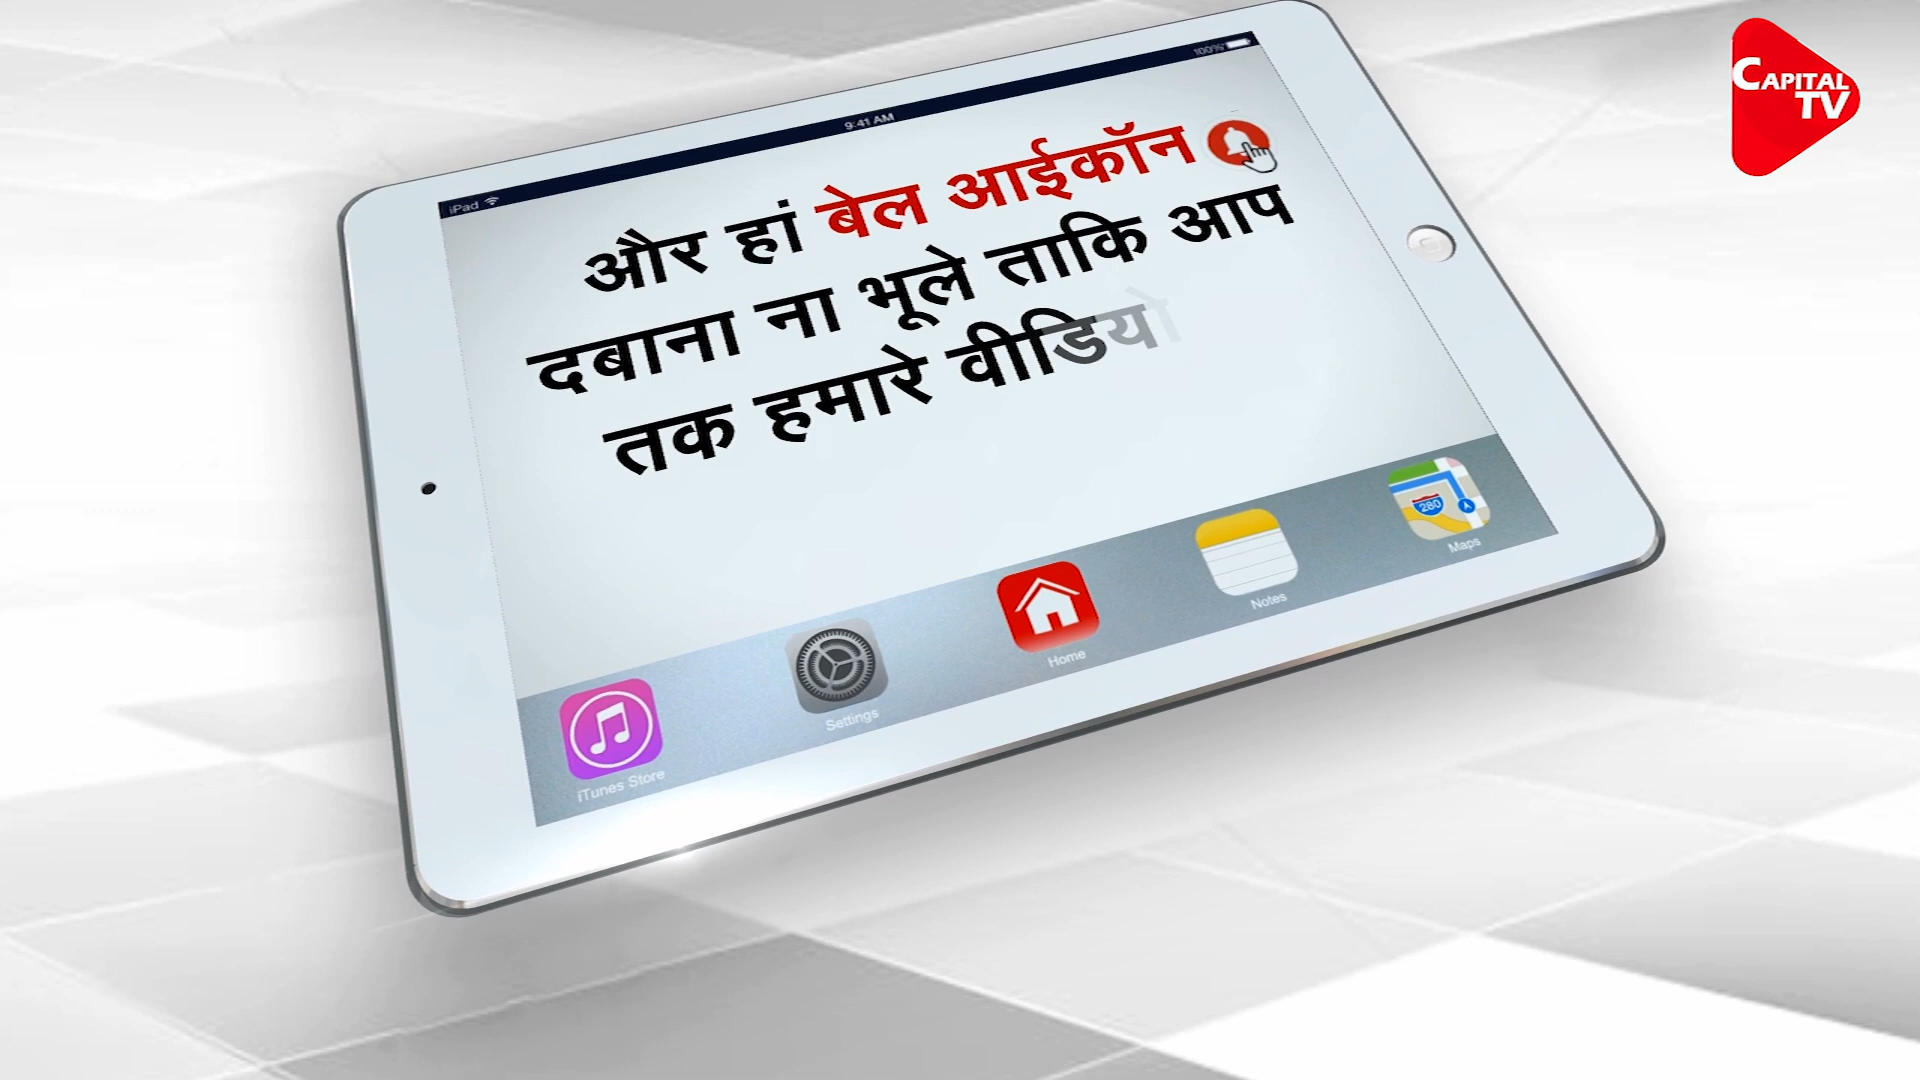 CAPITAL
TV
iPad
9:41 AM
100%
और हां बेल आईकॉन
दबाना ना भूले ताकि आप
तक हमारे वीडियो
iTunes Store
Settings
Home
Notes
280
Maps